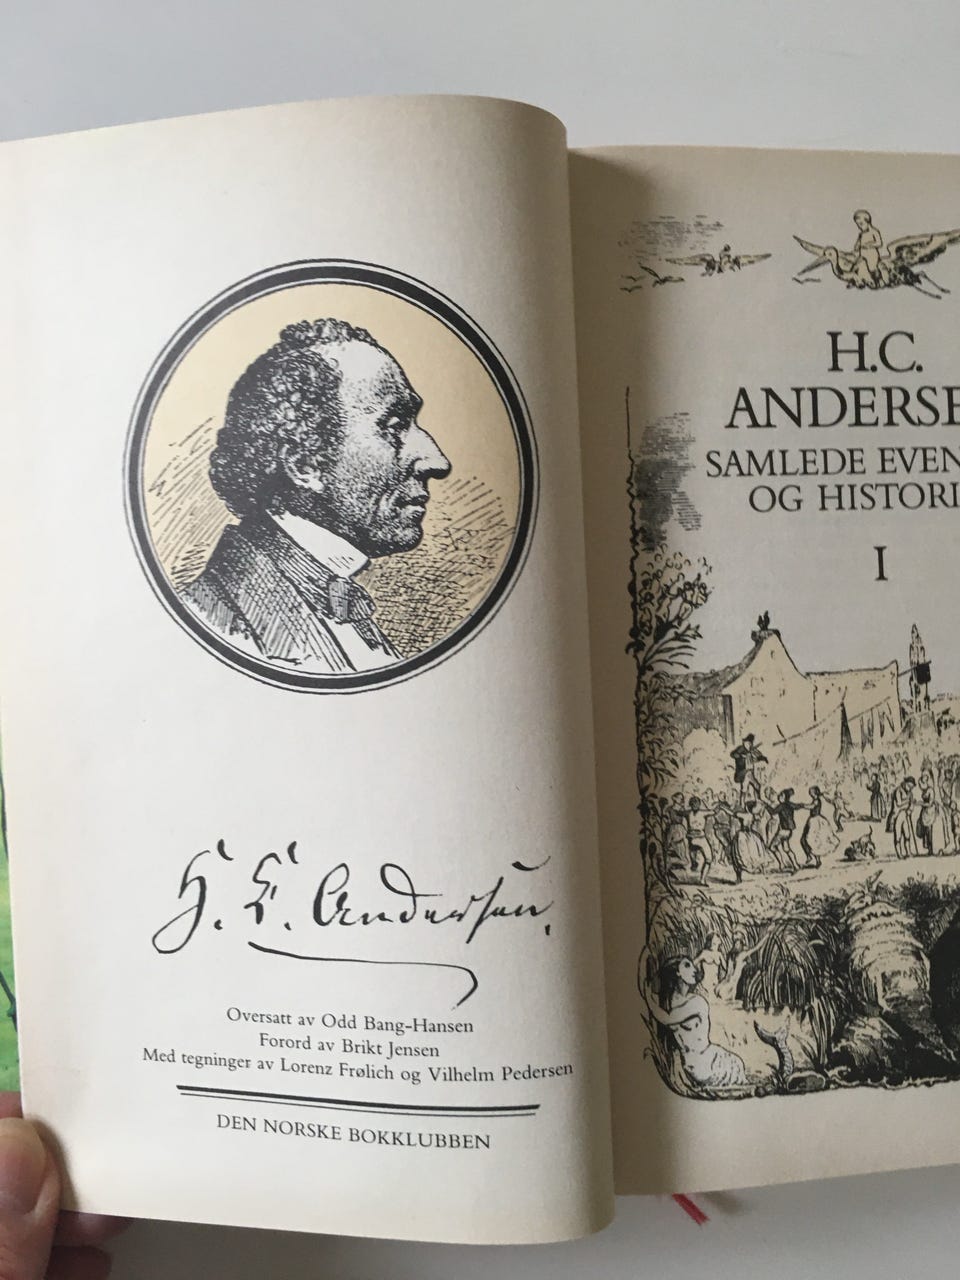 H. C. Andersen.
Oversatt av Odd Bang-Hansen
Forord av Brikt Jensen
Med tegninger av Lorenz Frølich og Vilhelm Pedersen
DEN NORSKE BOKKLUBBEN
H.C.
ANDERSE
SAMLEDE EVEN
OG HISTORI
I